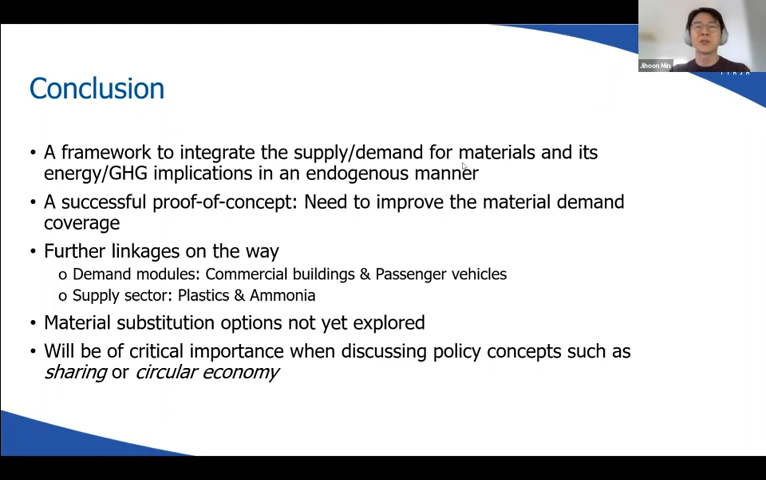 Jihoon Min
Conclusion
• A framework to integrate the supply/demand for materials and its
energy/GHG implications in an endogenous manner
• A successful proof-of-concept: Need to improve the material demand
coverage
• Further linkages on the way
o Demand modules: Commercial buildings & Passenger vehicles
o Supply sector: Plastics & Ammonia
• Material substitution options not yet explored
• Will be of critical importance when discussing policy concepts such as
sharing or circular economy